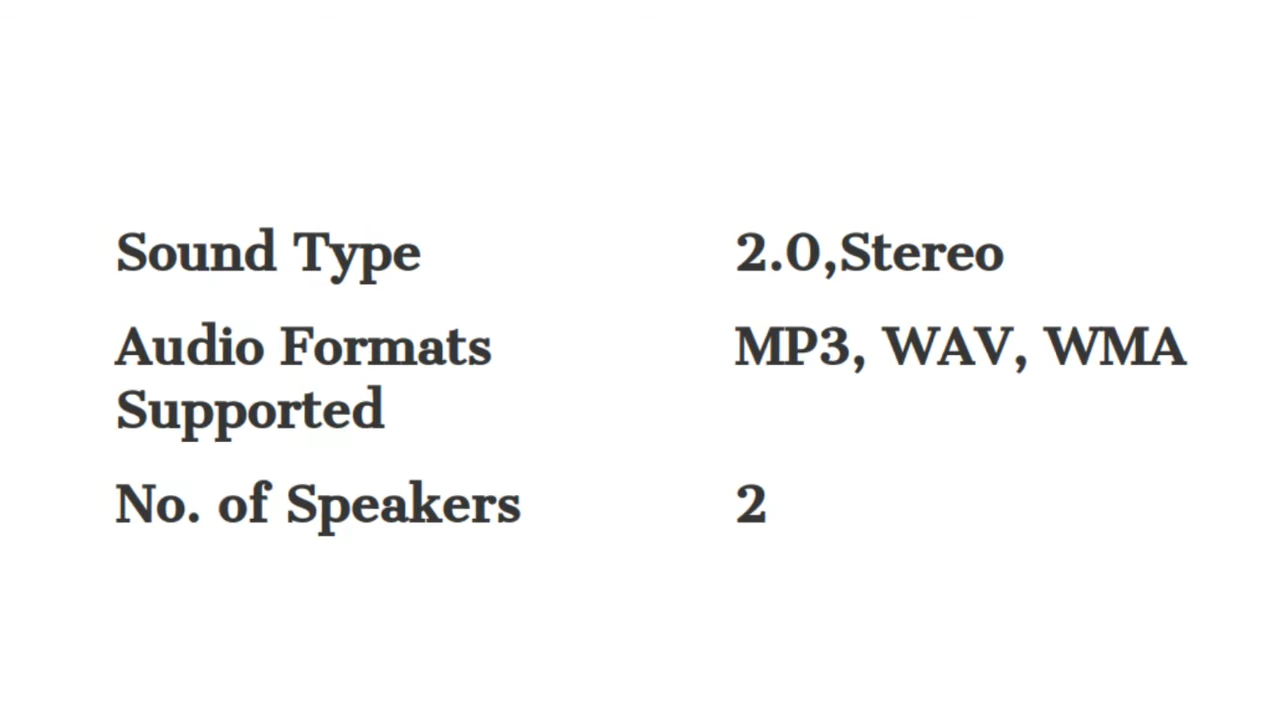 Sound Type 2.0,Stereo
Audio Formats MP3, WAV, WMA
Supported
No. of Speakers 2